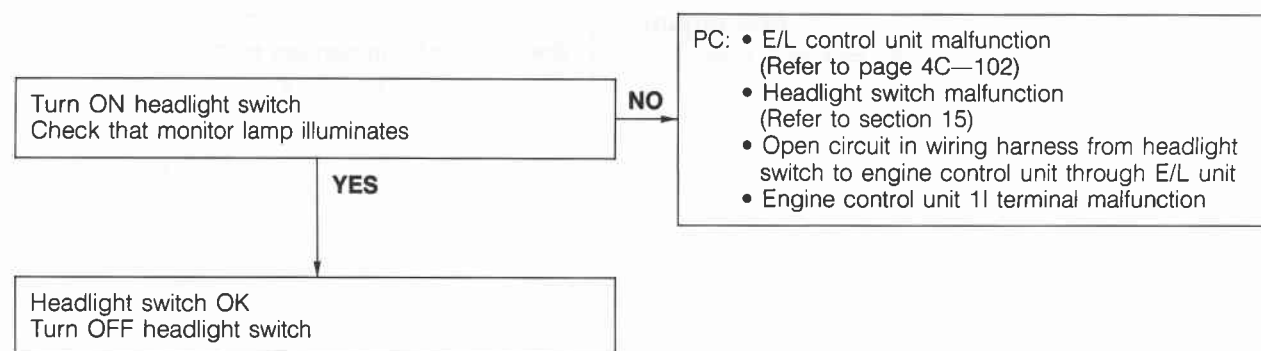 Turn ON headlight switch
Check that monitor lamp illuminates
NO
PC: • E/L control unit malfunction
(Refer to page 4C—102)
• Headlight switch malfunction
(Refer to section 15)
• Open circuit in wiring harness from headlight
switch to engine control unit through E/L unit
• Engine control unit 1I terminal malfunction
YES
Headlight switch OK
Turn OFF headlight switch